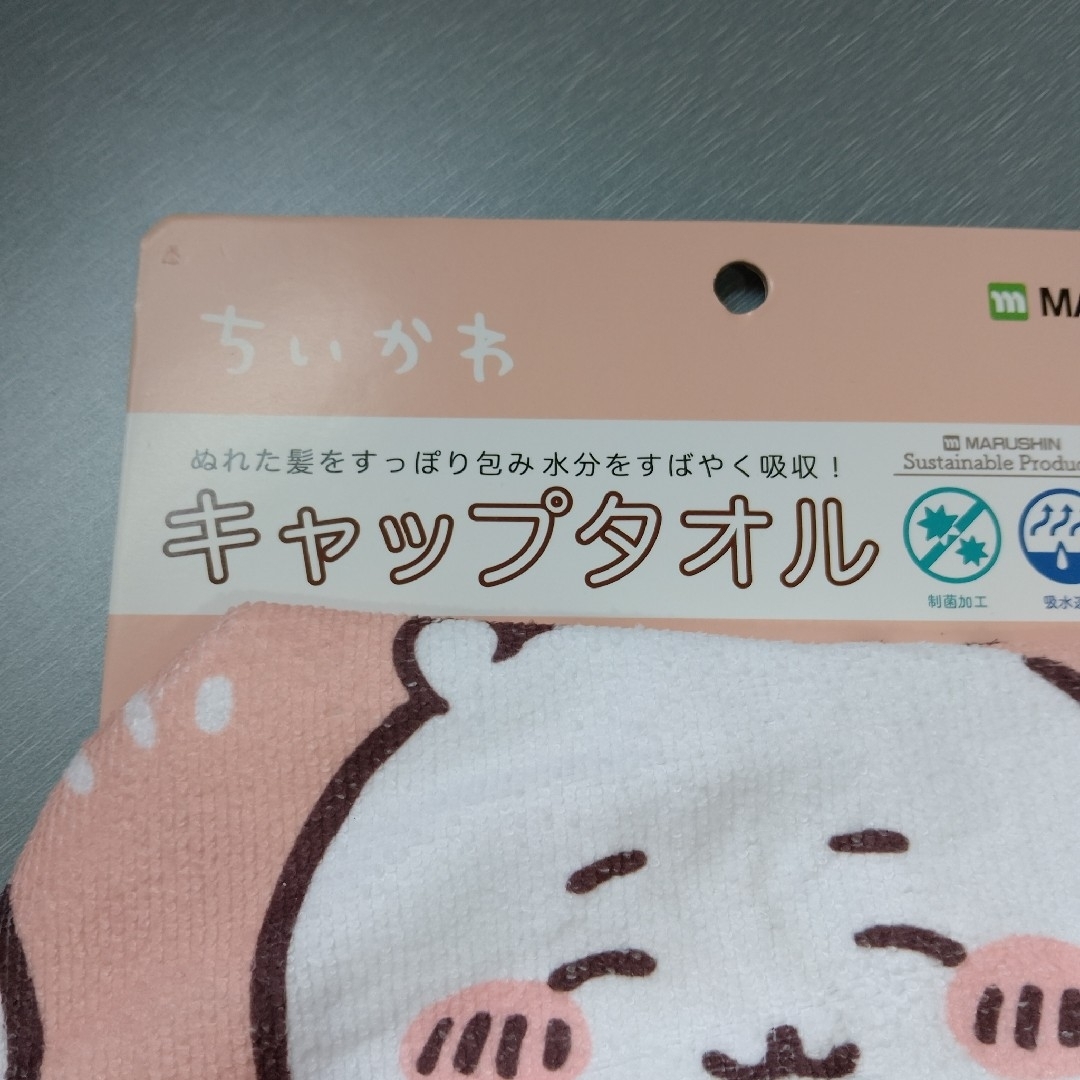 ちいかわ
MA
ぬれた髪をすっぽり包み水分をすばやく吸収！
キャップタオル
MARUSHIN
Sustainable Produc
制菌加工
吸水